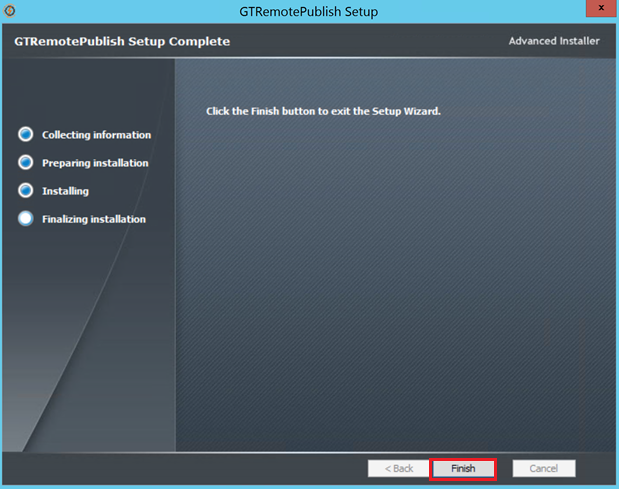 GTRemotePublish Setup
x
GTRemotePublish Setup Complete
Advanced Installer
Click the Finish button to exit the Setup Wizard.
Collecting information
Preparing installation
Installing
Finalizing installation
< Back
Finish
Cancel